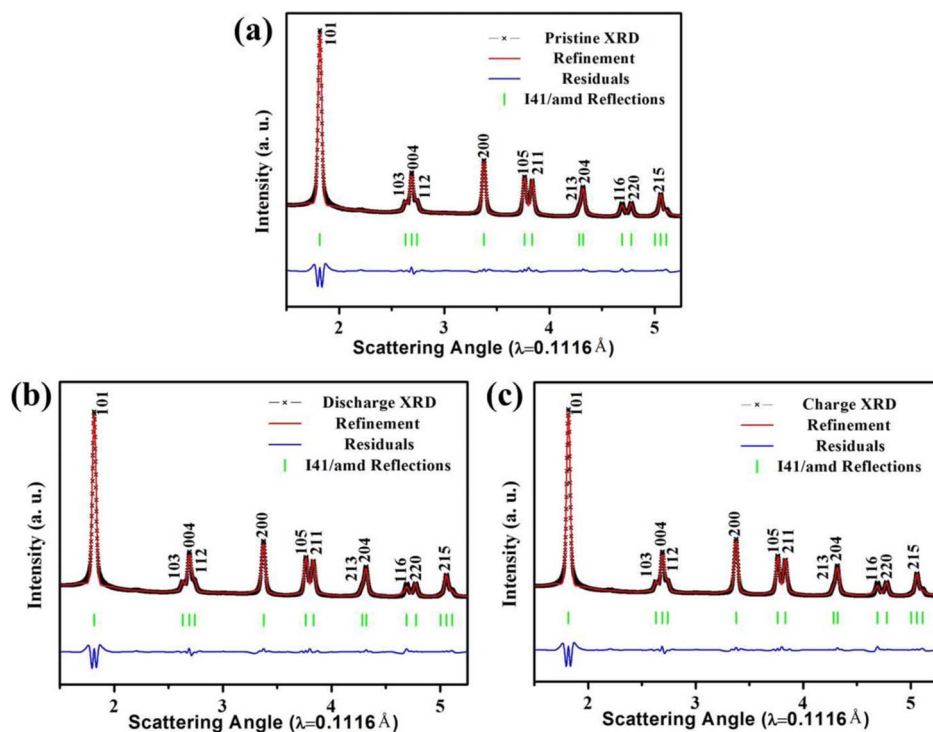 (a)
Pristine XRD
Refinement
Residuals
I41/amd Reflections
101
103
004
112
200
105
211
213
204
116
220
215
Intensity (a. u.)
2 3 4 5
Scattering Angle (λ=0.1116Å)
(b)
Discharge XRD
Refinement
Residuals
I41/amd Reflections
101
103
004
112
200
105
211
213
204
116
220
215
Intensity (a. u.)
2 3 4 5
Scattering Angle (λ=0.1116Å)
(c)
Charge XRD
Refinement
Residuals
I41/amd Reflections
101
103
004
112
200
105
211
213
204
116
220
215
Intensity (a. u.)
2 3 4 5
Scattering Angle (λ=0.1116Å)